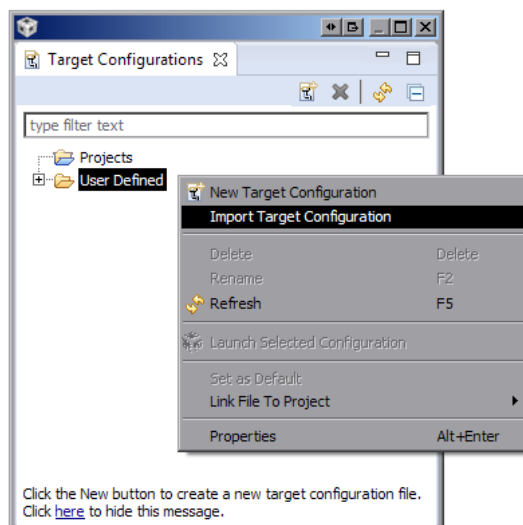 Target Configurations
type filter text
Projects
User Defined
New Target Configuration
Import Target Configuration
Delete Delete
Rename F2
Refresh F5
Launch Selected Configuration
Set as Default
Link File To Project
Properties Alt+Enter
Click the New button to create a new target configuration file.
Click here to hide this message.